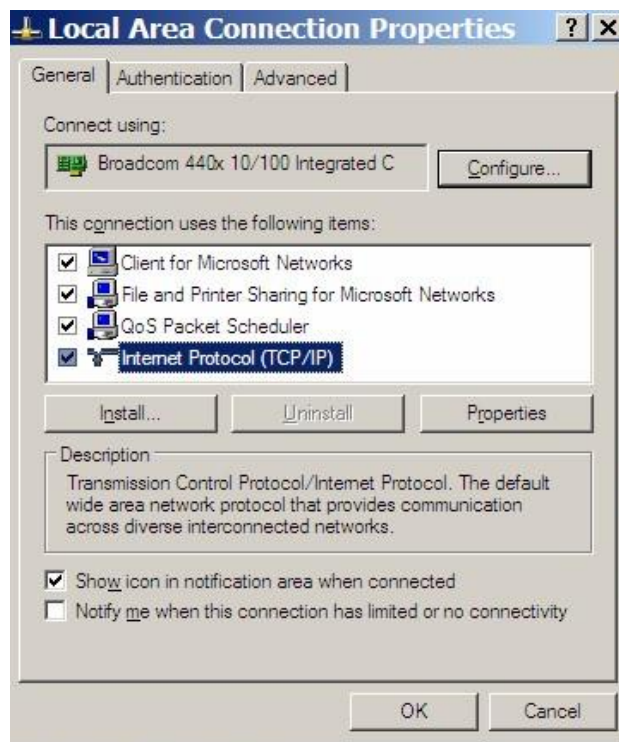 Local Area Connection Properties
General Authentication Advanced
Connect using:
Broadcom 440x 10/100 Integrated C Configure...
This connection uses the following items:
Client for Microsoft Networks
File and Printer Sharing for Microsoft Networks
QoS Packet Scheduler
Internet Protocol (TCP/IP)
Install... Uninstall Properties
Description
Transmission Control Protocol/Internet Protocol. The default
wide area network protocol that provides communication
across diverse interconnected networks.
Show icon in notification area when connected
Notify me when this connection has limited or no connectivity
OK Cancel